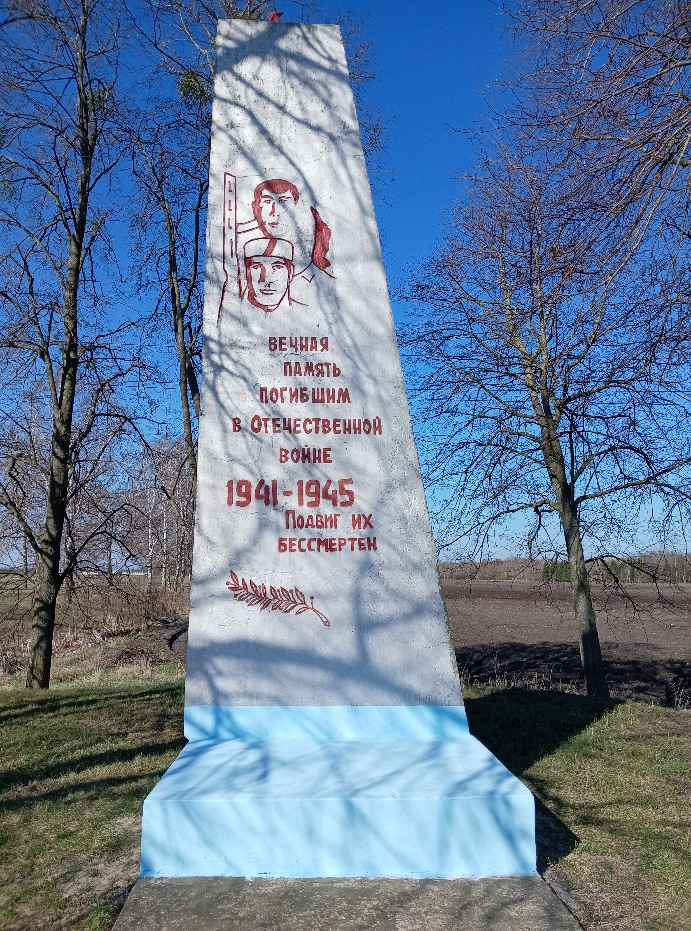 ВЕЧНАЯ
ПАМЯТЬ
ПОГИБШИМ
В ОТЕЧЕСТВЕННОЙ
ВОЙНЕ
1941-1945
ПОДВИГ ИХ
БЕССМЕРТЕН